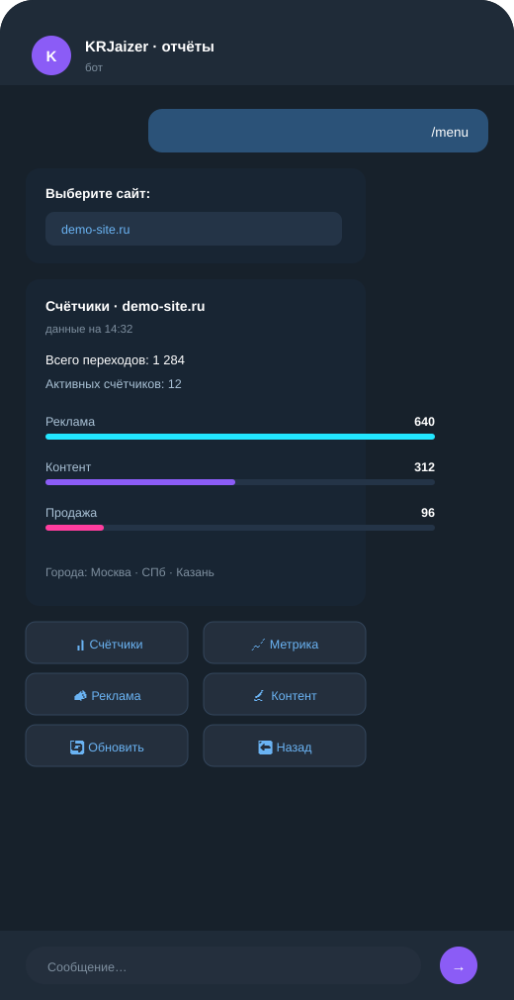 K
KRJaizer · отчёты
бот
/menu
Выберите сайт:
demo-site.ru
Счётчики · demo-site.ru
данные на 14:32
Всего переходов: 1 284
Активных счётчиков: 12
Реклама 640
Контент 312
Продажа 96
Города: Москва · СПб · Казань
Счётчики Метрика
Реклама Контент
Обновить Назад
Сообщение…
→